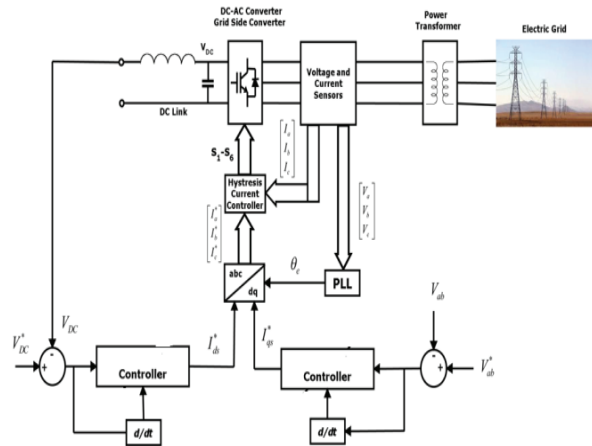 DC-AC Converter
Grid Side Converter
Power
Transformer
Electric Grid
V_DC
DC Link
Voltage and
Current
Sensors
S_1-S_6
[I_a I_b I_c]
Hystresis
Current
Controller
[I_a^* I_b^* I_c^*]
[V_a V_b V_c]
abc
dq
θ_e
PLL
V_DC
V_DC^*
-
+
Controller
d/dt
I_ds^*
I_qs^*
Controller
d/dt
V_ab
-
+
V_ab^*